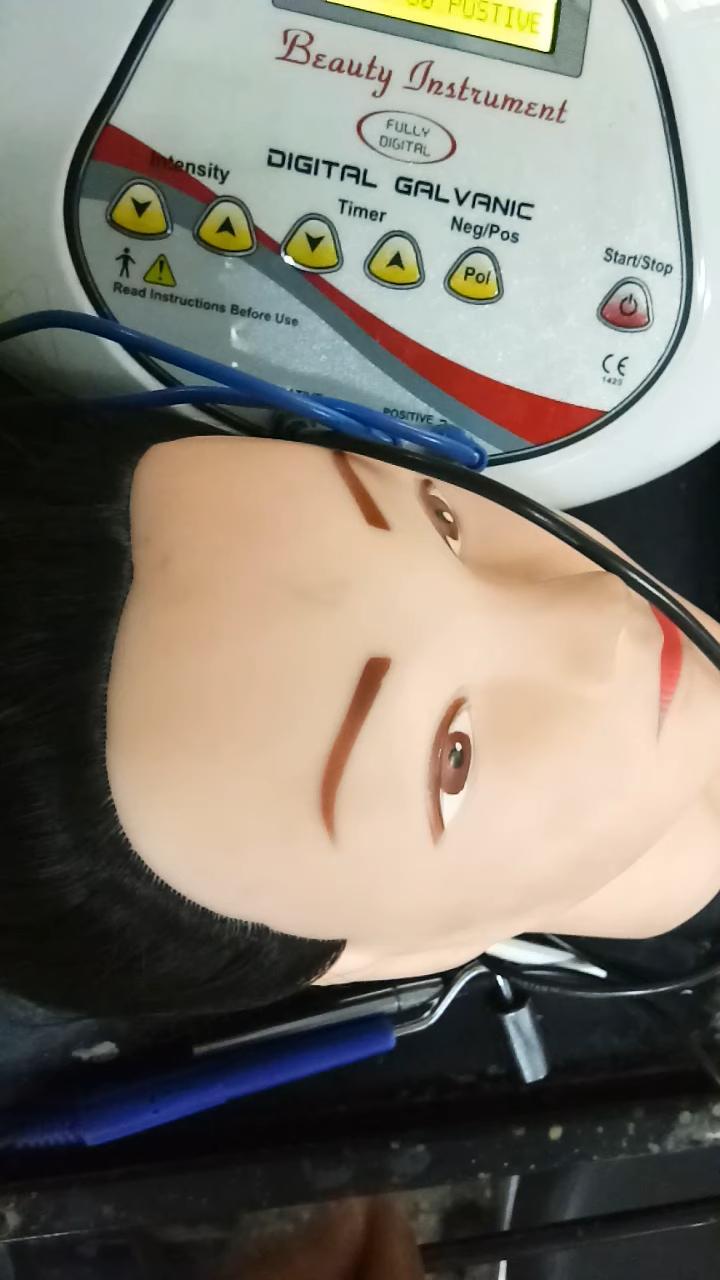 POSTIVE
Beauty Instrument
FULLY
DIGITAL
DIGITAL GALVANIC
Intensity
Timer
Neg/Pos
Pol
Start/Stop
Read Instructions Before Use
CE
POSITIVE